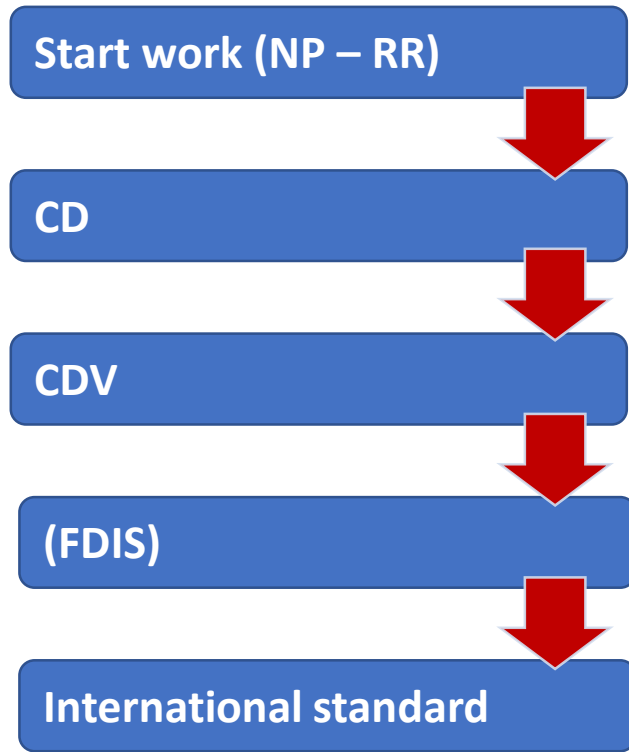 Start work (NP – RR)
CD
CDV
(FDIS)
International standard